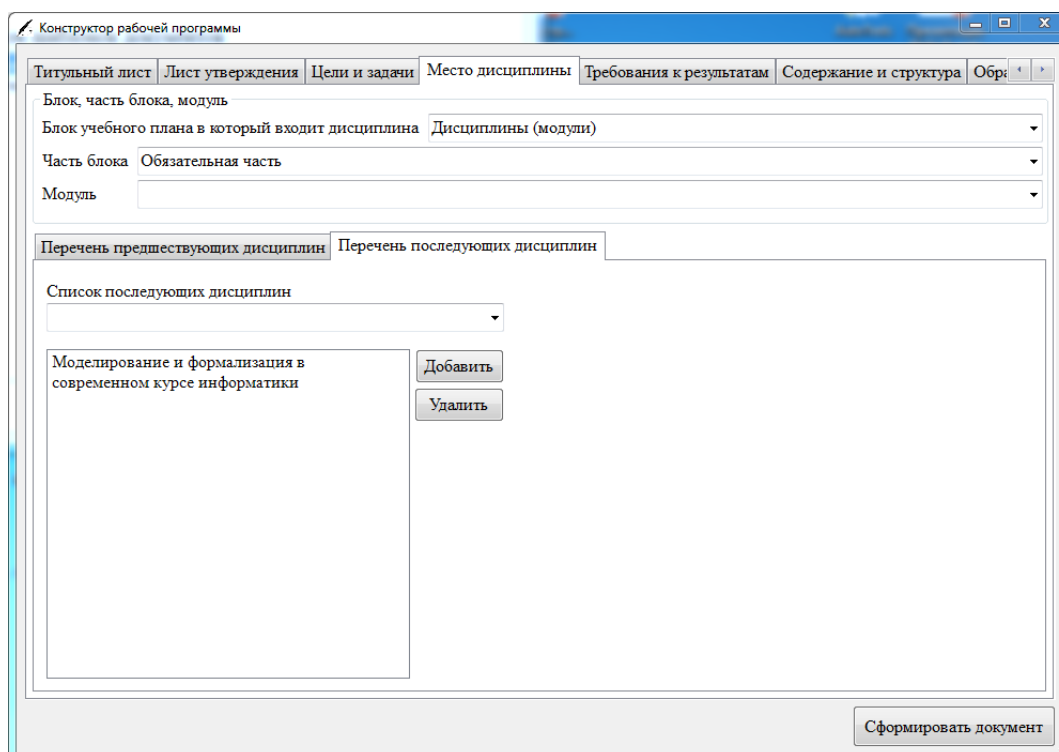 Конструктор рабочей программы
Титульный лист Лист утверждения Цели и задачи Место дисциплины Требования к результатам Содержание и структура Обра
Блок, часть блока, модуль
Блок учебного плана в который входит дисциплина Дисциплины (модули)
Часть блока Обязательная часть
Модуль
Перечень предшествующих дисциплин Перечень последующих дисциплин
Список последующих дисциплин
Моделирование и формализация в
современном курсе информатики
Добавить
Удалить
Сформировать документ